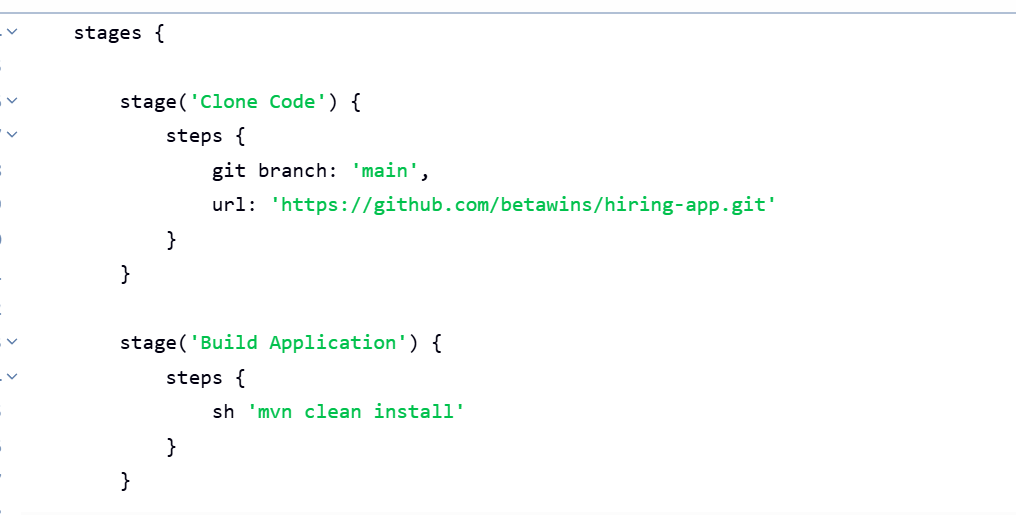 stages {
stage('Clone Code') {
steps {
git branch: 'main',
url: 'https://github.com/betawins/hiring-app.git'
}
}
stage('Build Application') {
steps {
sh 'mvn clean install'
}
}